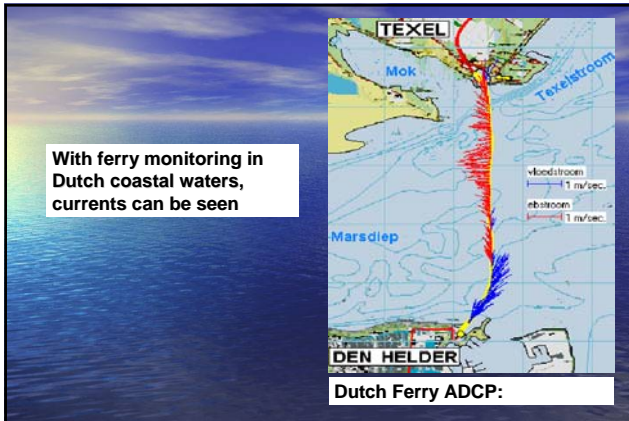 With ferry monitoring in
Dutch coastal waters,
currents can be seen
TEXEL
Mok
Texelstroom
vloedstroom
1 m/sec.
ebstroom
1 m/sec.
Marsdiep
DEN HELDER
Dutch Ferry ADCP: